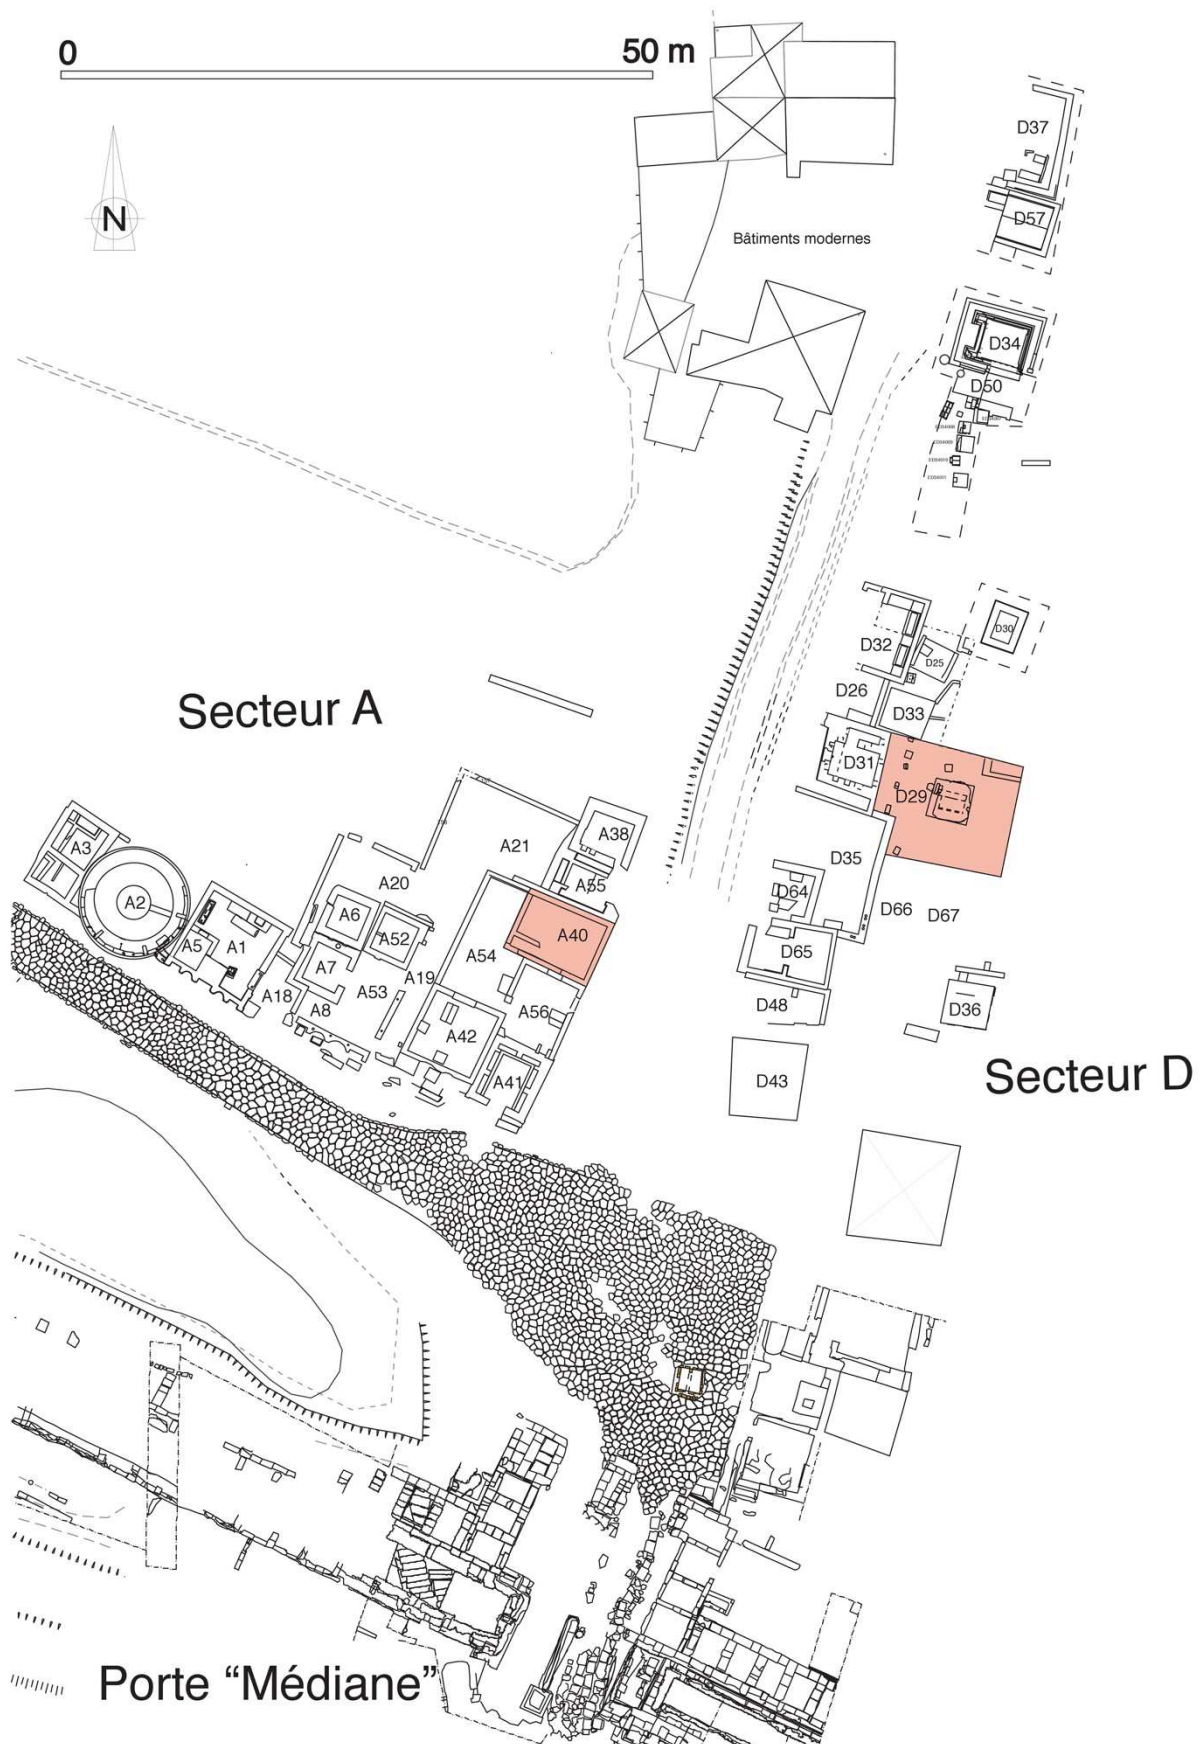 0 50 m
N
D37
D57
Bâtiments modernes
D34
D50
D32
D30
D25
D26
D33
Secteur A
D31
D29
A3
A38
A21
D35
A55
A20
D64
A2
A6
D66
D67
A5
A1
A52
A40
A54
D65
A7
A19
A18
A53
A56
D48
D36
A8
A42
A41
D43
Secteur D
Porte “Médiane”